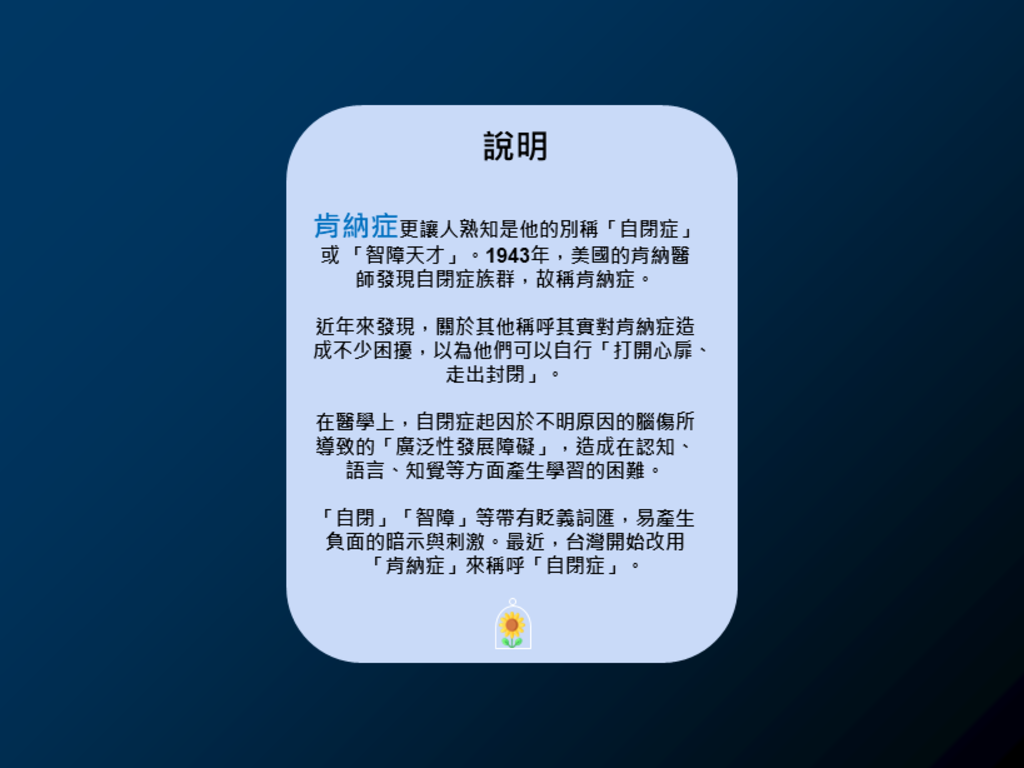 說明
肯納症更讓人熟知是他的別稱「自閉症」
或「智障天才」。1943年，美國的肯納醫
師發現自閉症族群，故稱肯納症。
近年來發現，關於其他稱呼其實對肯納症造
成不少困擾，以為他們可以自行「打開心扉、
走出封閉」。
在醫學上，自閉症起因於不明原因的腦傷所
導致的「廣泛性發展障礙」，造成在認知、
語言、知覺等方面產生學習的困難。
「自閉」「智障」等帶有貶義詞匯，易產生
負面的暗示與刺激。最近，台灣開始改用
「肯納症」來稱呼「自閉症」。